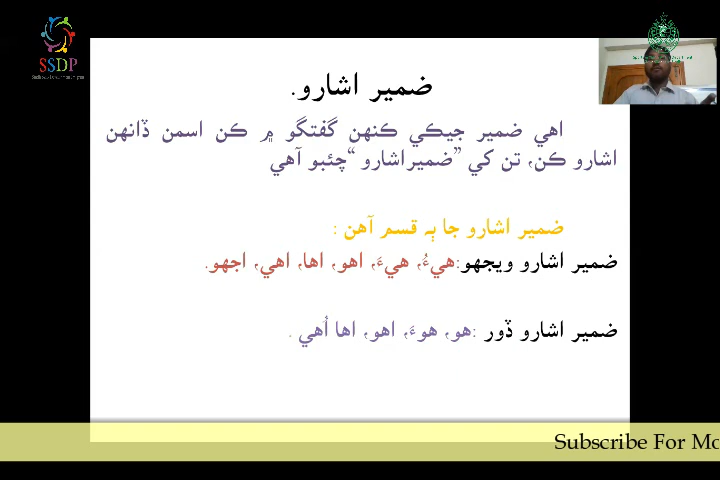 SSDP
ضمير اشارو.
اهي ضمير جيڪي ڪنهن گفتگو ۾ ڪن اسمن ڏانهن
اشارو ڪن، تن کي ”ضميراشارو “چئبو آهي
ضمير اشارو جا ٻہ قسم آهن :
ضمير اشارو ويجهو:هيءُ، هيءَ، اهو، اها، اهي، اجهو.
ضمير اشارو ڏور :هو، هوءَ، اهو، اها اُهي .
Subscribe For Mo